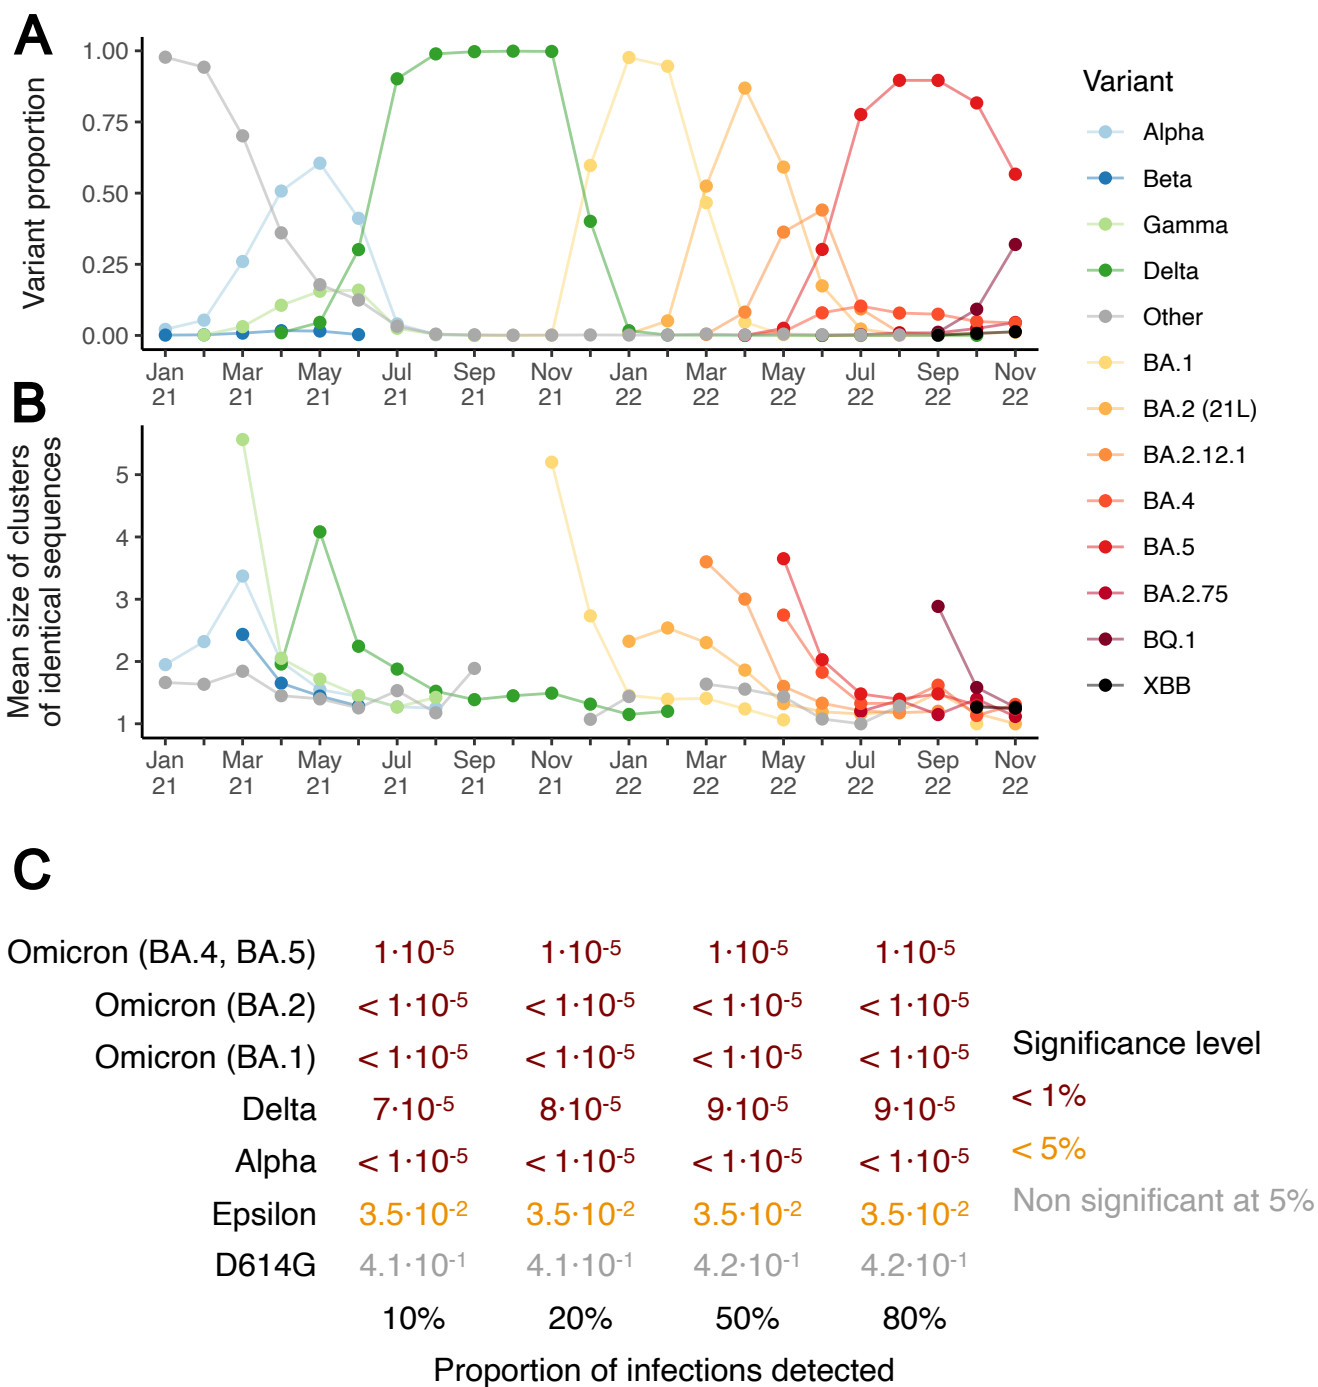 A
Variant proportion
1.00
0.75
0.50
0.25
0.00
Jan 21
Mar 21
May 21
Jul 21
Sep 21
Nov 21
Jan 22
Mar 22
May 22
Jul 22
Sep 22
Nov 22
Variant
Alpha
Beta
Gamma
Delta
Other
BA.1
BA.2 (21L)
BA.2.12.1
BA.4
BA.5
BA.2.75
BQ.1
XBB
B
Mean size of clusters
of identical sequences
5
4
3
2
1
Jan 21
Mar 21
May 21
Jul 21
Sep 21
Nov 21
Jan 22
Mar 22
May 22
Jul 22
Sep 22
Nov 22
C
Omicron (BA.4, BA.5) 1·10⁻⁵ 1·10⁻⁵ 1·10⁻⁵ 1·10⁻⁵
Omicron (BA.2) < 1·10⁻⁵ < 1·10⁻⁵ < 1·10⁻⁵ < 1·10⁻⁵
Omicron (BA.1) < 1·10⁻⁵ < 1·10⁻⁵ < 1·10⁻⁵ < 1·10⁻⁵
Delta 7·10⁻⁵ 8·10⁻⁵ 9·10⁻⁵ 9·10⁻⁵
Alpha < 1·10⁻⁵ < 1·10⁻⁵ < 1·10⁻⁵ < 1·10⁻⁵
Epsilon 3.5·10⁻² 3.5·10⁻² 3.5·10⁻² 3.5·10⁻²
D614G 4.1·10⁻¹ 4.1·10⁻¹ 4.2·10⁻¹ 4.2·10⁻¹
10% 20% 50% 80%
Proportion of infections detected
Significance level
< 1%
< 5%
Non significant at 5%